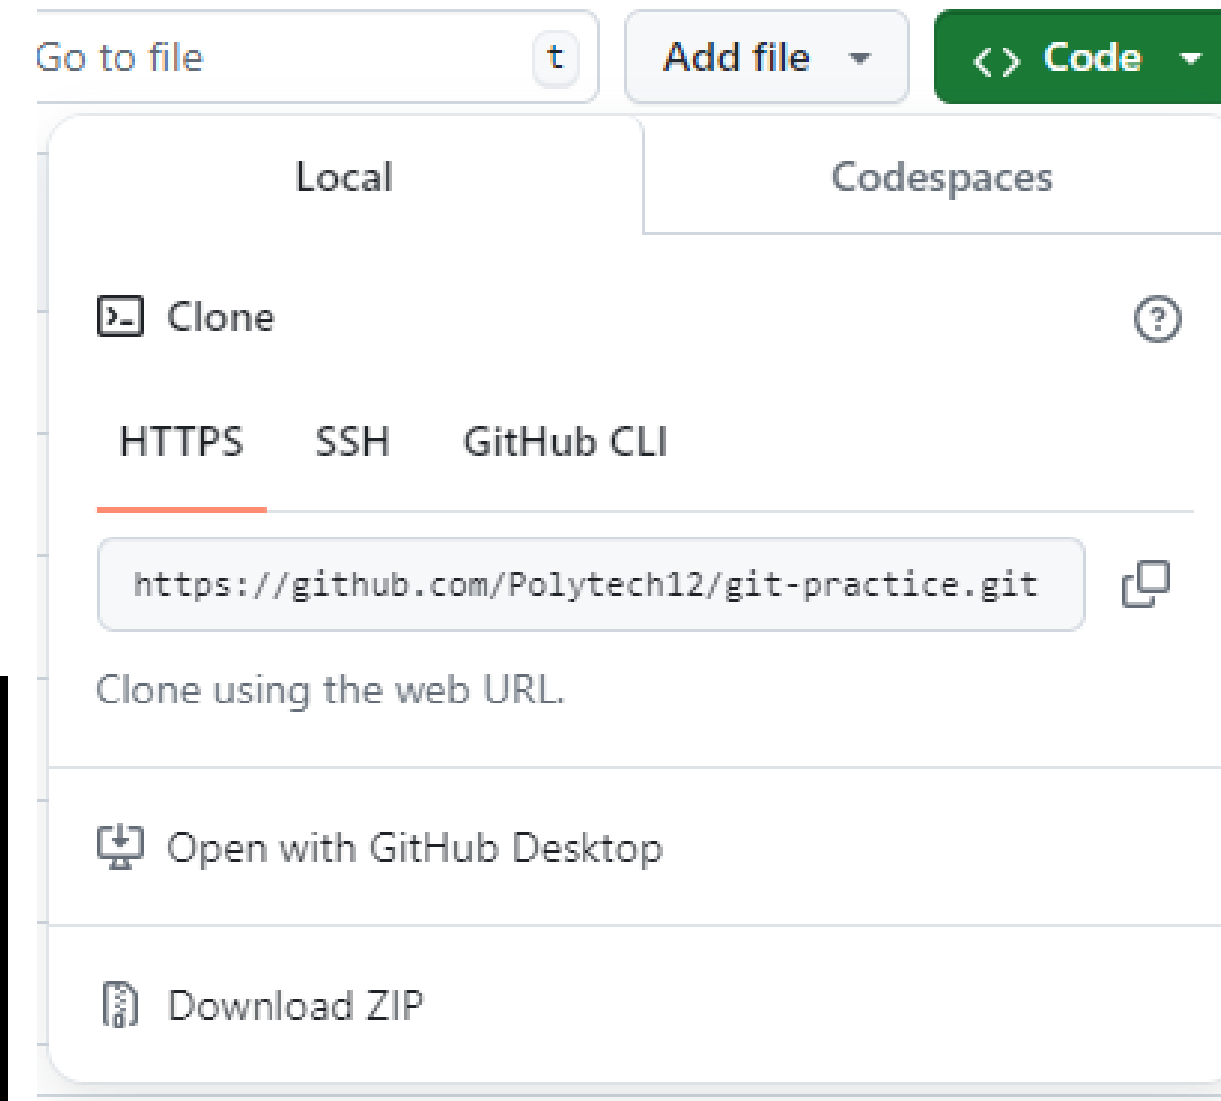 Go to file t Add file Code
Local Codespaces
Clone
HTTPS SSH GitHub CLI
https://github.com/Polytech12/git-practice.git
Clone using the web URL.
Open with GitHub Desktop
Download ZIP